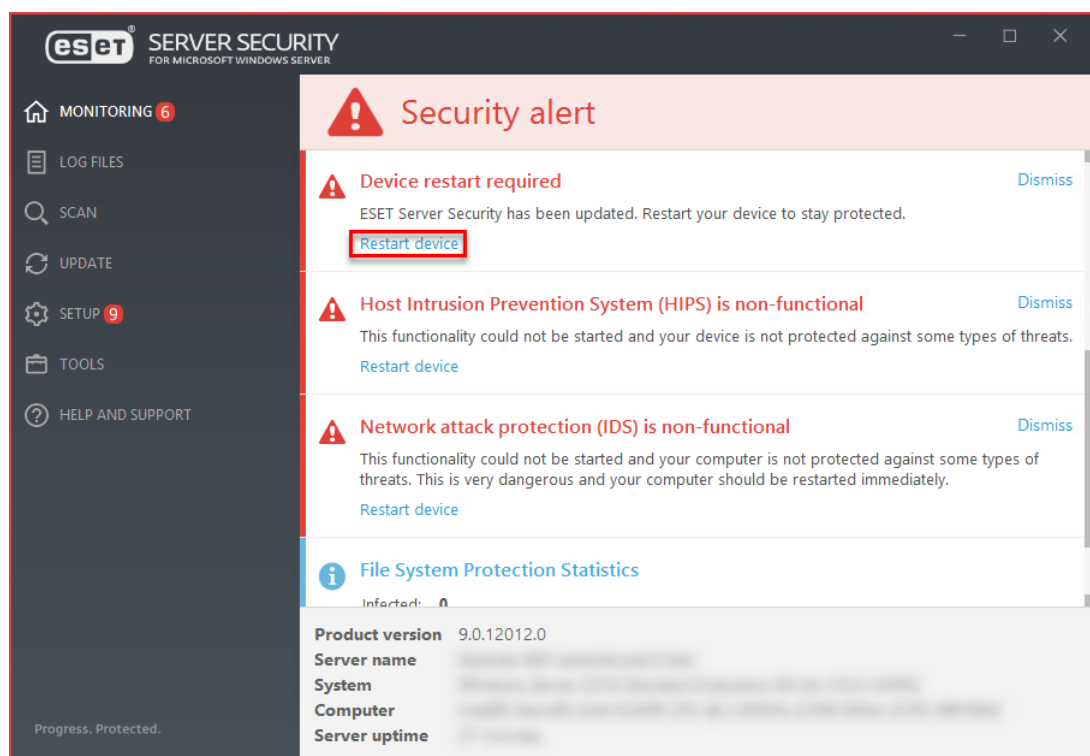 eset® SERVER SECURITY
FOR MICROSOFT WINDOWS SERVER
MONITORING 6
LOG FILES
SCAN
UPDATE
SETUP 9
TOOLS
HELP AND SUPPORT
Progress. Protected.
Security alert
Device restart required
Dismiss
ESET Server Security has been updated. Restart your device to stay protected.
Restart device
Host Intrusion Prevention System (HIPS) is non-functional
Dismiss
This functionality could not be started and your device is not protected against some types of threats.
Restart device
Network attack protection (IDS) is non-functional
Dismiss
This functionality could not be started and your computer is not protected against some types of
threats. This is very dangerous and your computer should be restarted immediately.
Restart device
File System Protection Statistics
Infected: 0
Product version 9.0.12012.0
Server name
System
Computer
Server uptime